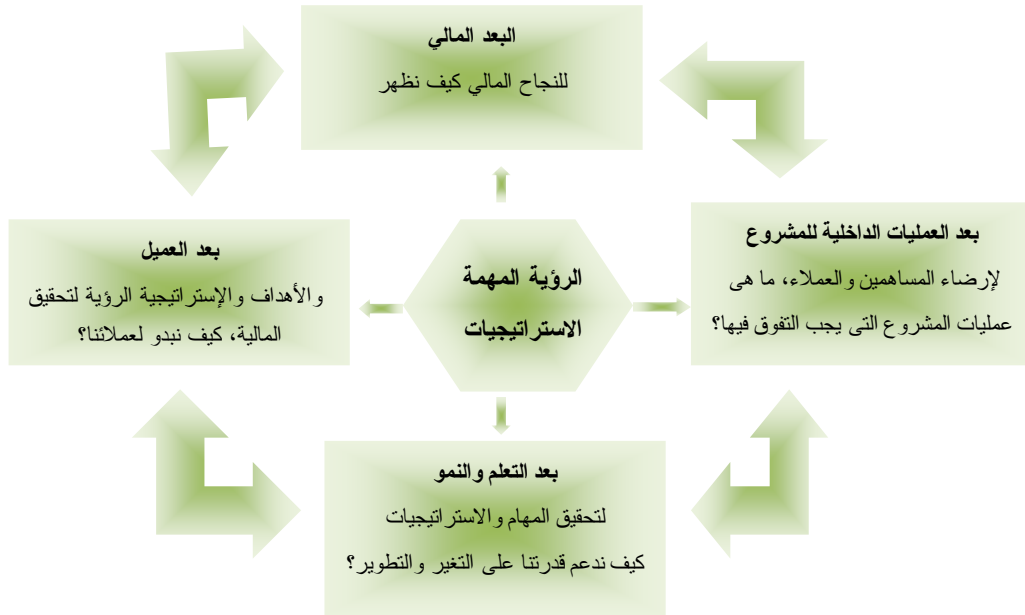 البعد المالي
للنجاح المالي كيف نظهر
بعد العمليات الداخلية للمشروع
لإرضاء المساهمين والعملاء، ما هى
عمليات المشروع التى يجب التفوق فيها؟
الرؤية المهمة
الاستراتيجيات
بعد العميل
والأهداف والإستراتيجية الرؤية لتحقيق
المالية، كيف نبدو لعملائنا؟
بعد التعلم والنمو
لتحقيق المهام والاستراتيجيات
كيف ندعم قدرتنا على التغير والتطوير؟